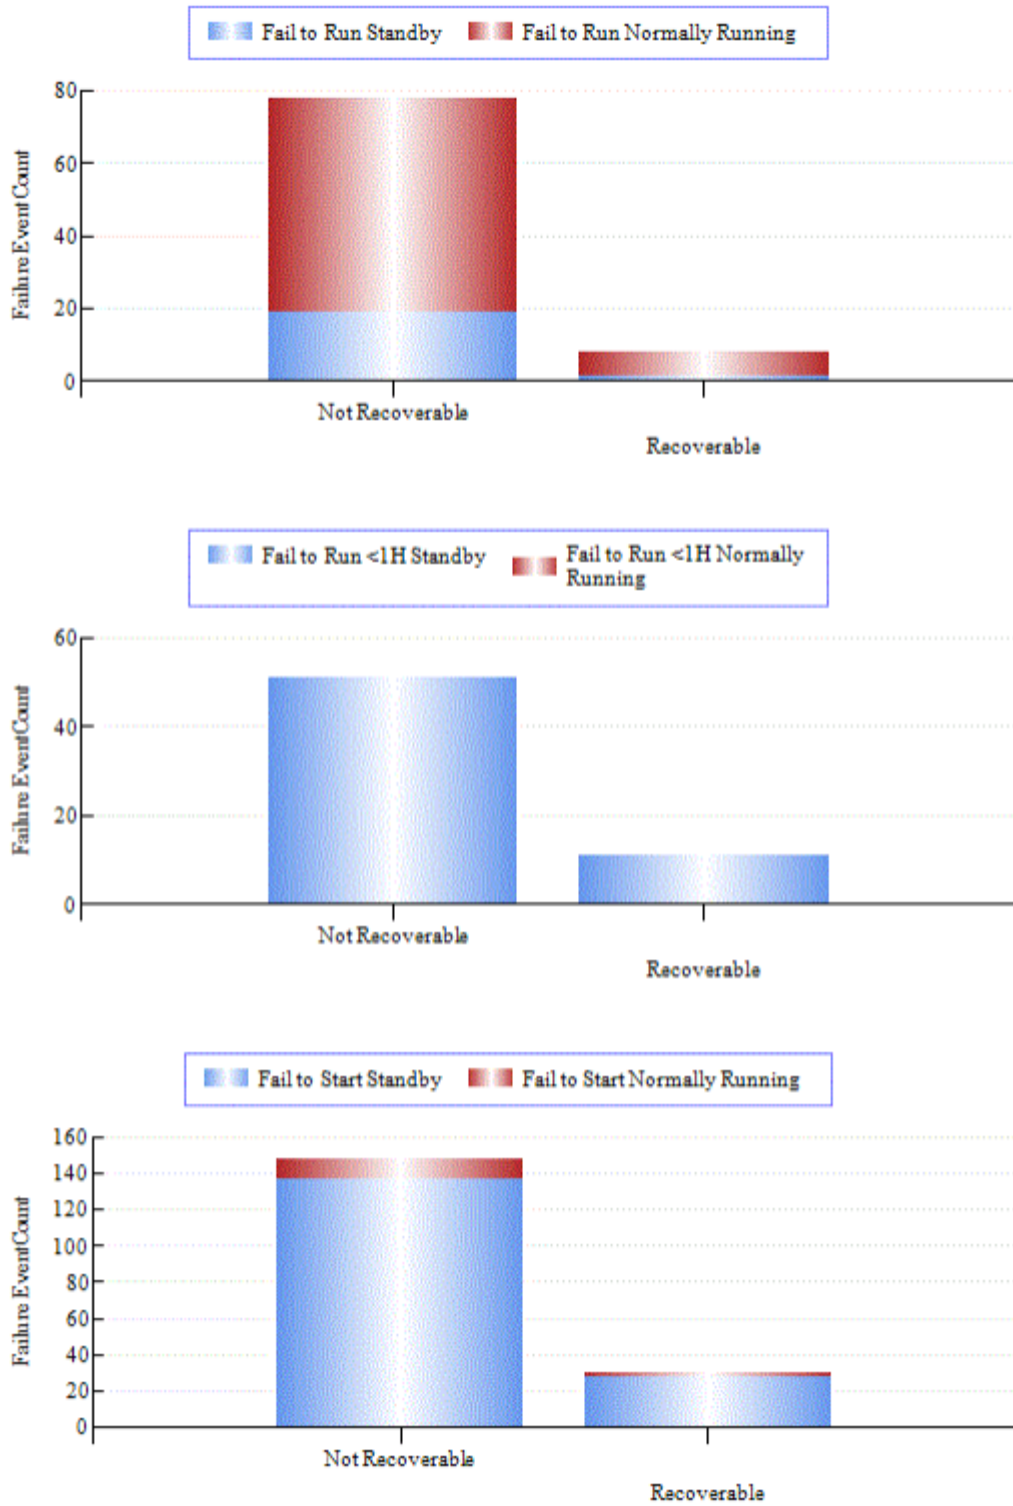 Fail to Run Standby Fail to Run Normally Running
80
60
40
20
0
Failure Event Count
Not Recoverable
Recoverable
Fail to Run <1H Standby Fail to Run <1H Normally
Running
60
40
20
0
Failure Event Count
Not Recoverable
Recoverable
Fail to Start Standby Fail to Start Normally Running
160
140
120
100
80
60
40
20
0
Failure Event Count
Not Recoverable
Recoverable